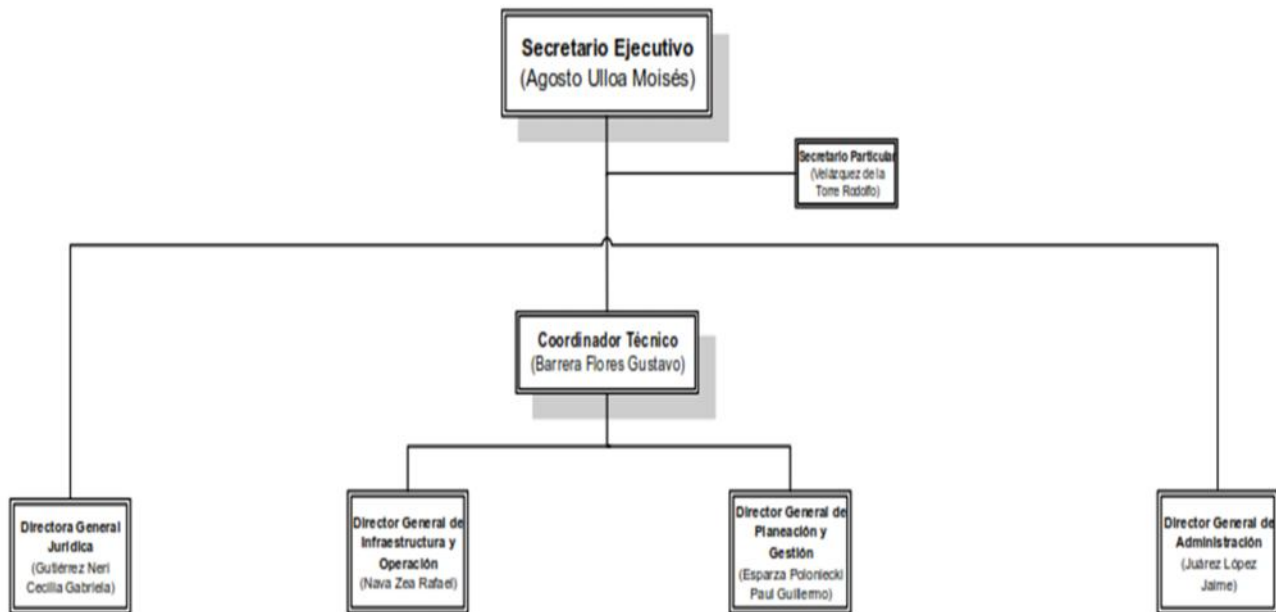 Secretario Ejecutivo
(Agosto Ulloa Moisés)
Secretario Particular
(Velázquez de la
Torre Rodolfo)
Coordinador Técnico
(Barrera Flores Gustavo)
Directora General
Jurídica
(Gutiérrez Neri
Cecilia Gabriela)
Director General de
Infraestructura y
Operación
(Nava Zea Rafael)
Director General de
Planeación y
Gestión
(Esparza Poloniecki
Paul Guillermo)
Director General de
Administración
(Juárez López
Jaime)